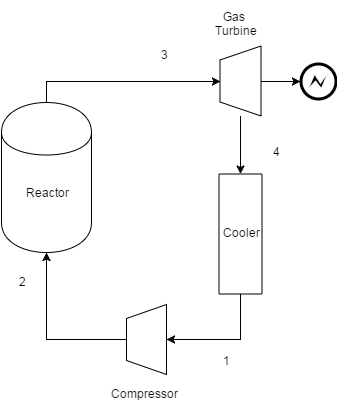 Gas
Turbine
3
4
Reactor
Cooler
2
1
Compressor